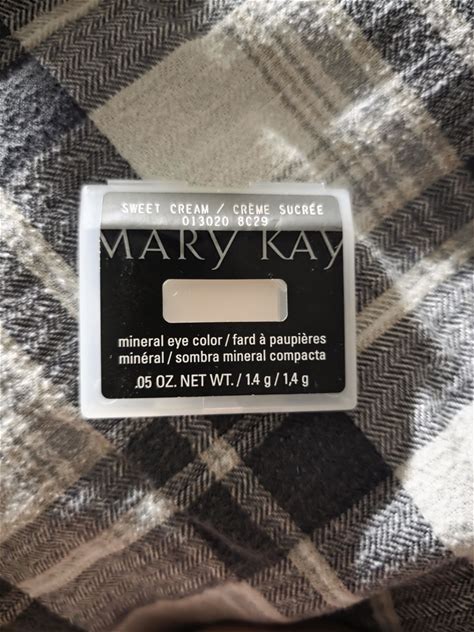 SWEET CREAM / CRÈME SUCRÉE
013020 8C29
MARY KAY
mineral eye color / fard à paupières
minéral / sombra mineral compacta
.05 OZ. NET WT. / 1.4 g / 1,4 g